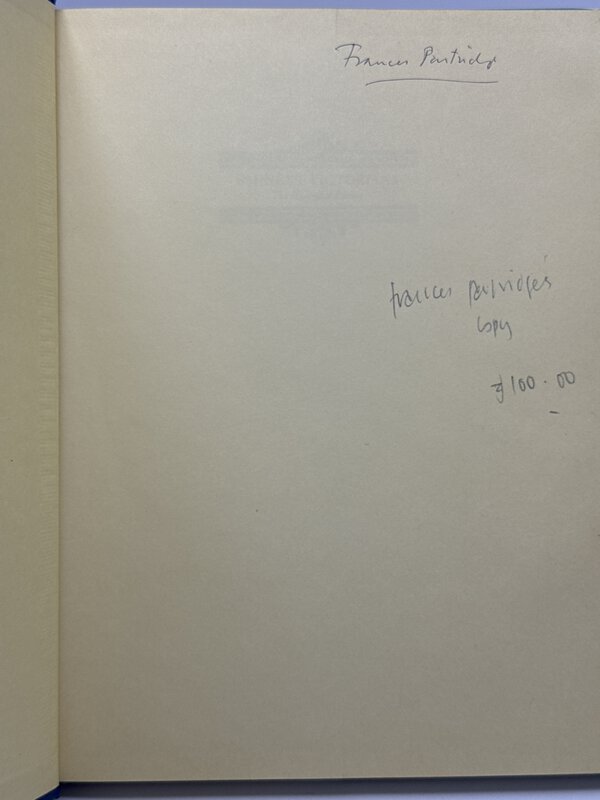 Frances Partridge
frances partridge's
copy
£100.00